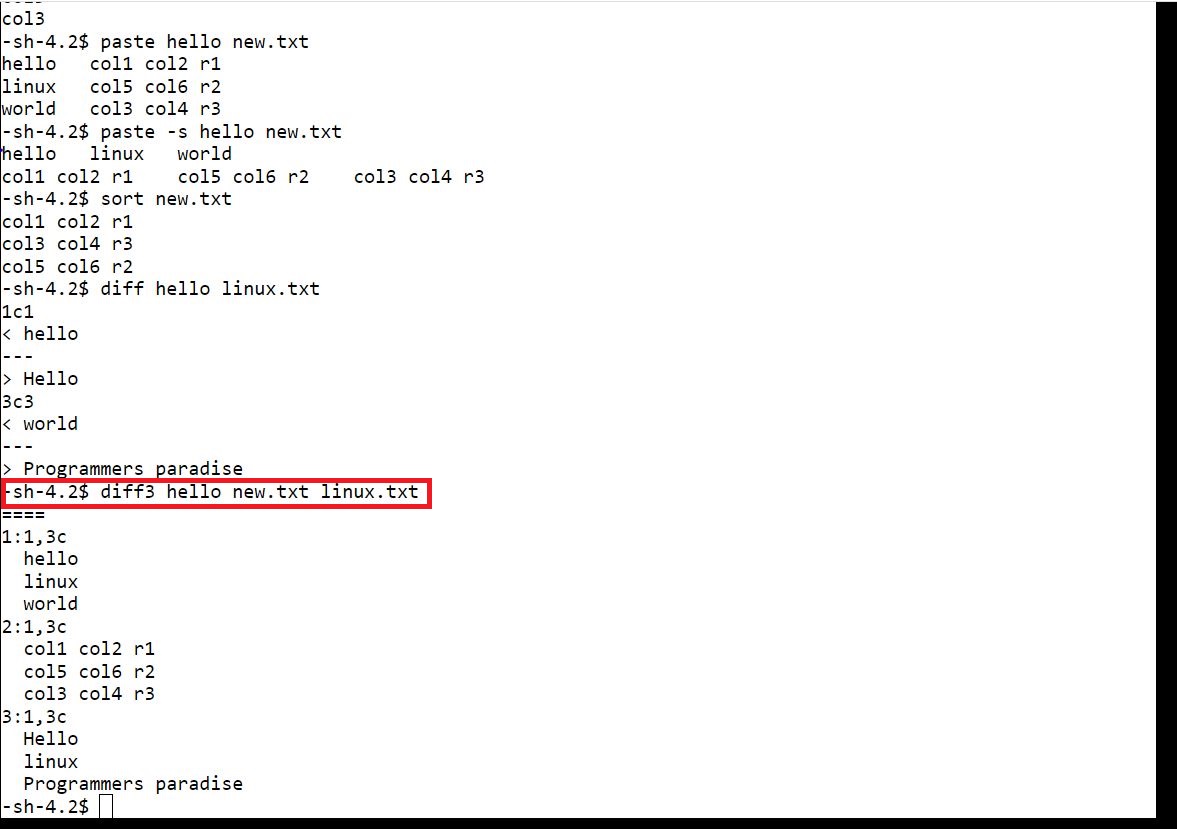 col3
-sh-4.2$ paste hello new.txt
hello   col1 col2 r1
linux   col5 col6 r2
world   col3 col4 r3
-sh-4.2$ paste -s hello new.txt
hello   linux   world
col1 col2 r1    col5 col6 r2    col3 col4 r3
-sh-4.2$ sort new.txt
col1 col2 r1
col3 col4 r3
col5 col6 r2
-sh-4.2$ diff hello linux.txt
1c1
< hello
---
> Hello
3c3
< world
---
> Programmers paradise
-sh-4.2$ diff3 hello new.txt linux.txt
====
1:1,3c
  hello
  linux
  world
2:1,3c
  col1 col2 r1
  col5 col6 r2
  col3 col4 r3
3:1,3c
  Hello
  linux
  Programmers paradise
-sh-4.2$